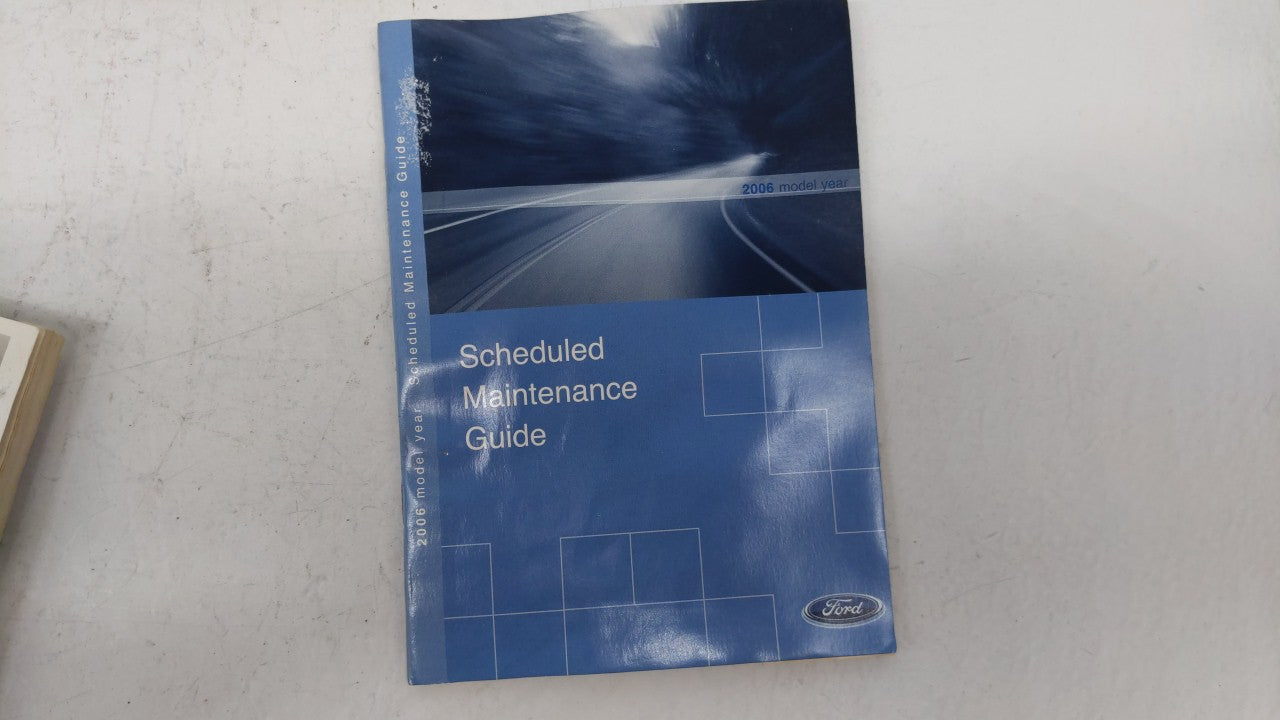 2006 model year
Scheduled
Maintenance
Guide
2006 model year Scheduled Maintenance Guide
Ford